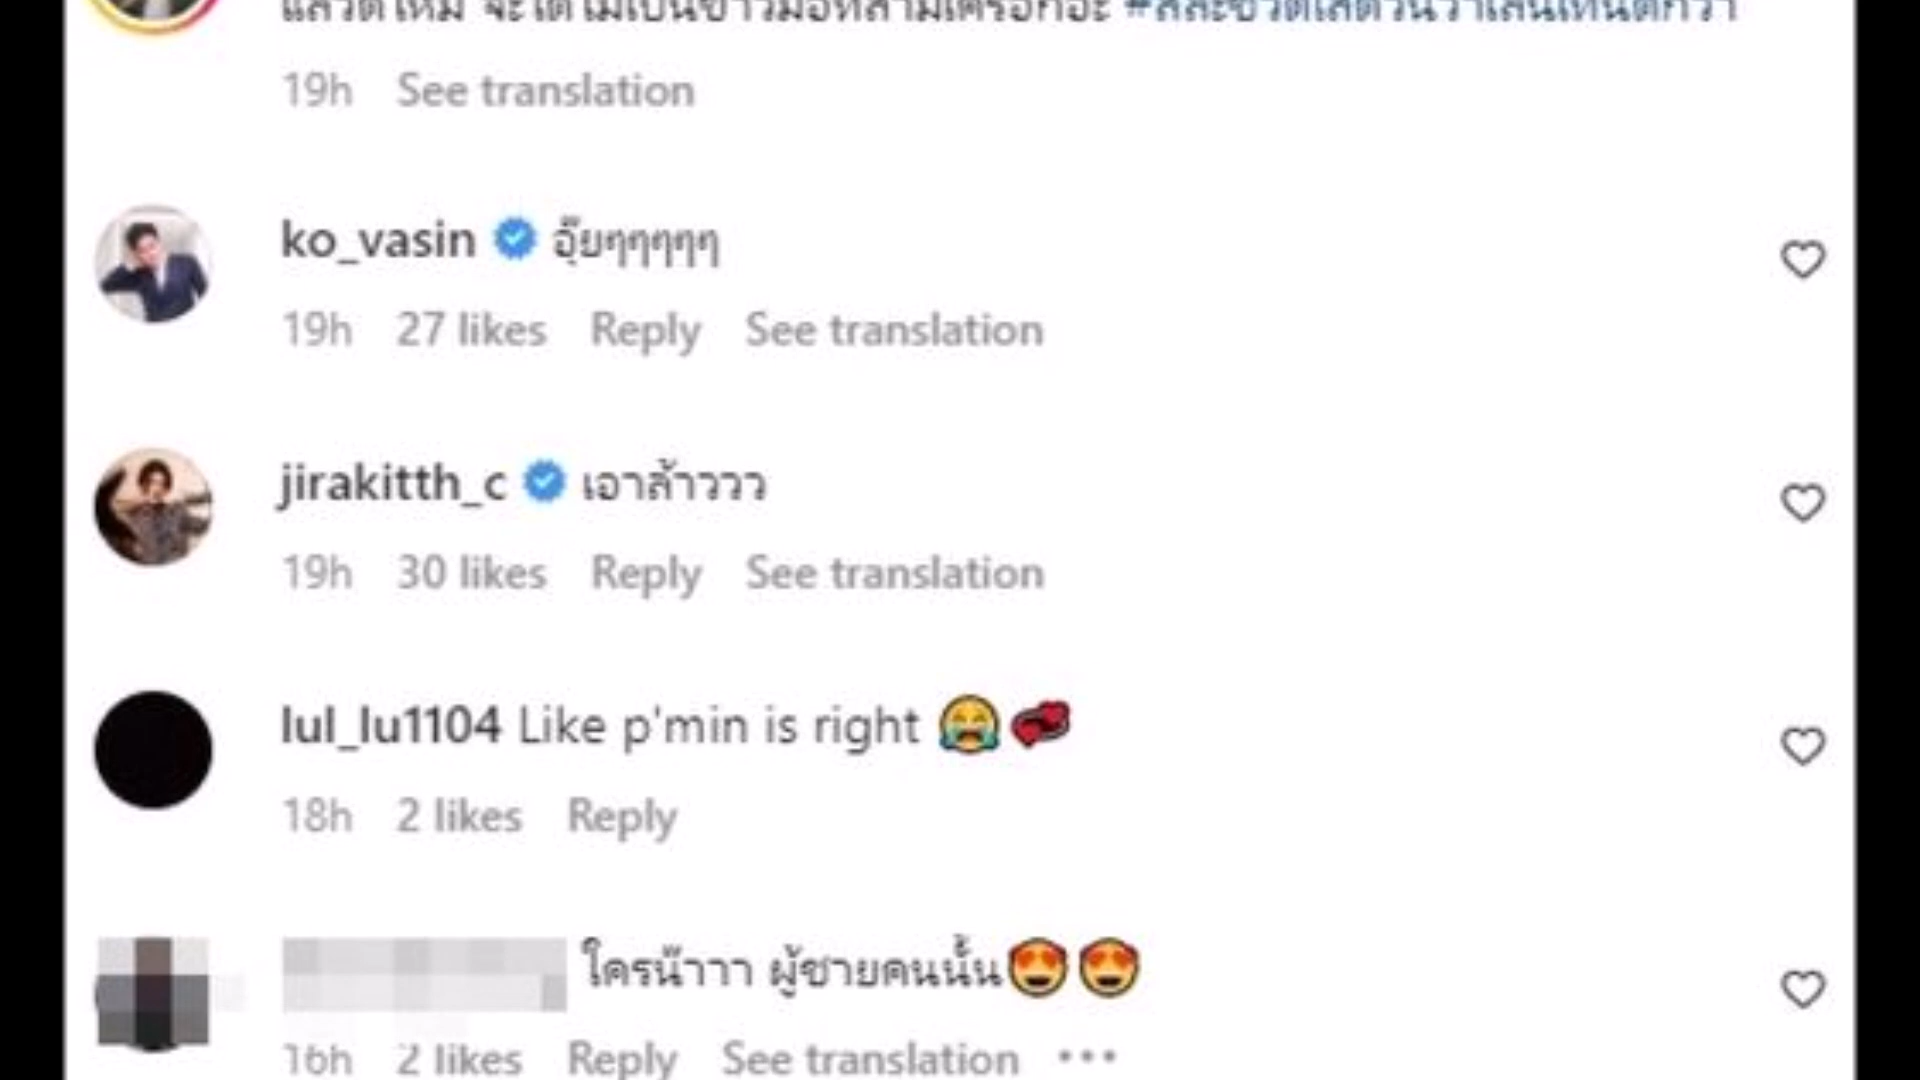 19h See translation
ko_vasin อุ๊ยๆๆๆๆๆ
19h 27 likes Reply See translation
jirakitth_c เอาล้าววว
19h 30 likes Reply See translation
lul_lu1104 Like p'min is right 😭💞
18h 2 likes Reply
ใครน๊าาา ผู้ชายคนนั้น😍😍
16h 2 likes Reply See translation •••